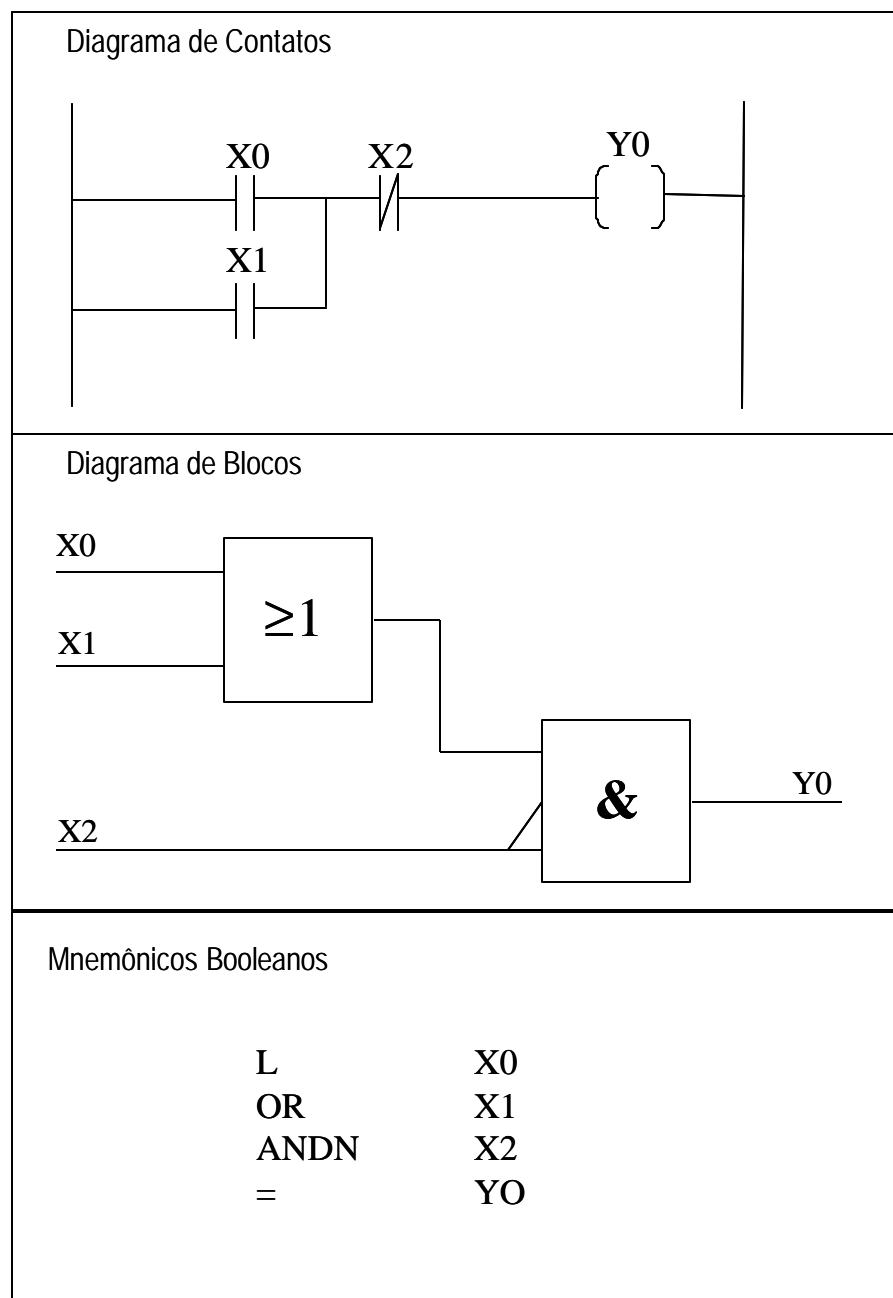 Diagrama de Contatos
X0 X2 Y0
X1
Diagrama de Blocos
X0
≥1
X1
& Y0
X2
Mnemônicos Booleanos
L X0
OR X1
ANDN X2
= YO